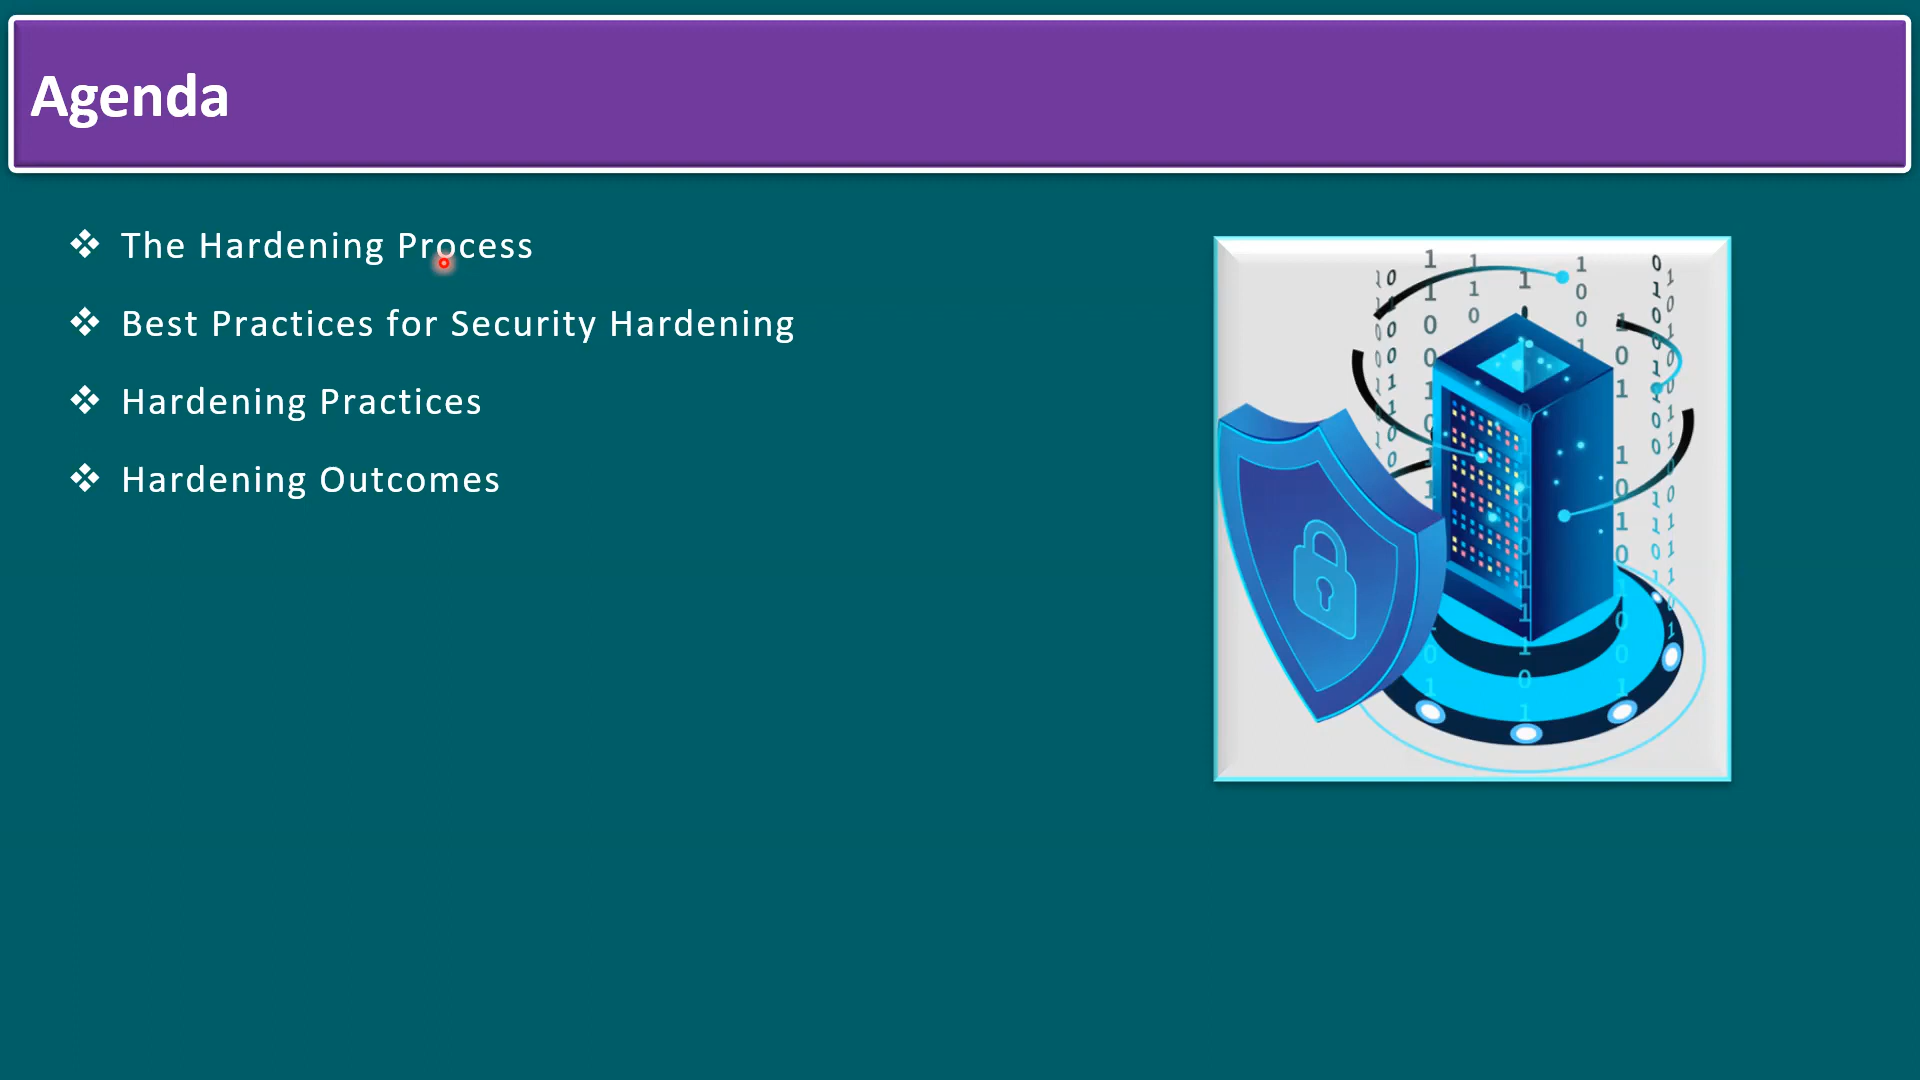 Agenda
❖ The Hardening Process
❖ Best Practices for Security Hardening
❖ Hardening Practices
❖ Hardening Outcomes